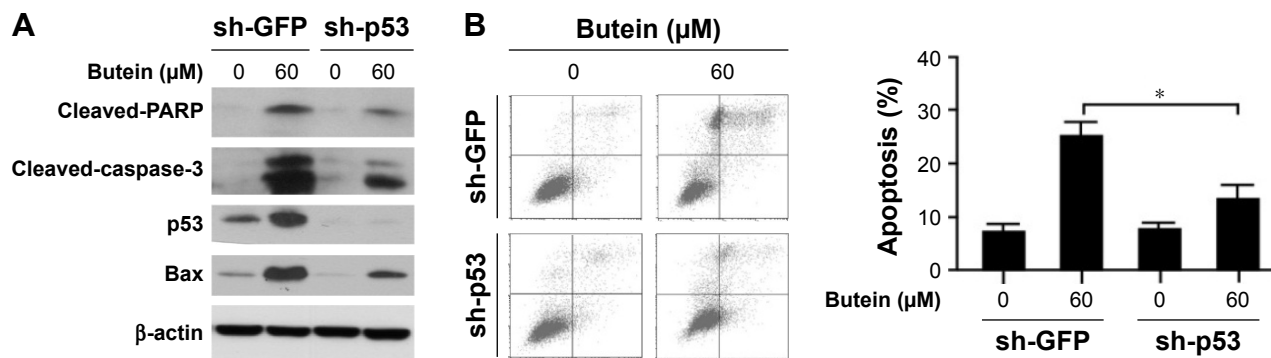 A
sh-GFP sh-p53
Butein (μM) 0 60 0 60
Cleaved-PARP
Cleaved-caspase-3
p53
Bax
β-actin
B
Butein (μM)
0 60
sh-GFP
sh-p53
Apoptosis (%)
40
30
20
10
0
*
Butein (μM) 0 60 0 60
sh-GFP sh-p53